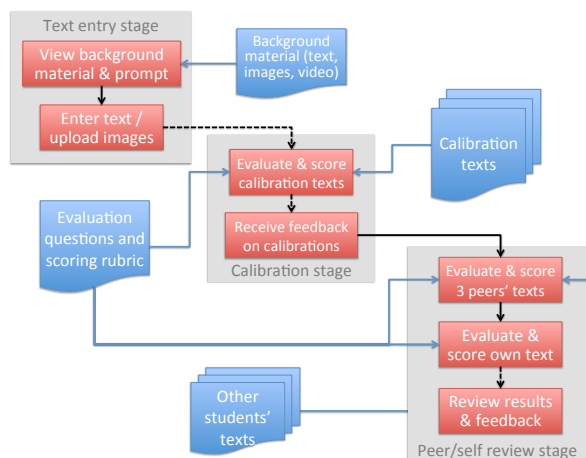 Text entry stage
View background
material & prompt
Background
material (text,
images, video)
Enter text /
upload images
Evaluate & score
calibration texts
Calibration
texts
Receive feedback
on calibrations
Calibration stage
Evaluation
questions and
scoring rubric
Evaluate & score
3 peers' texts
Evaluate &
score own text
Other
students'
texts
Review results
& feedback
Peer/self review stage